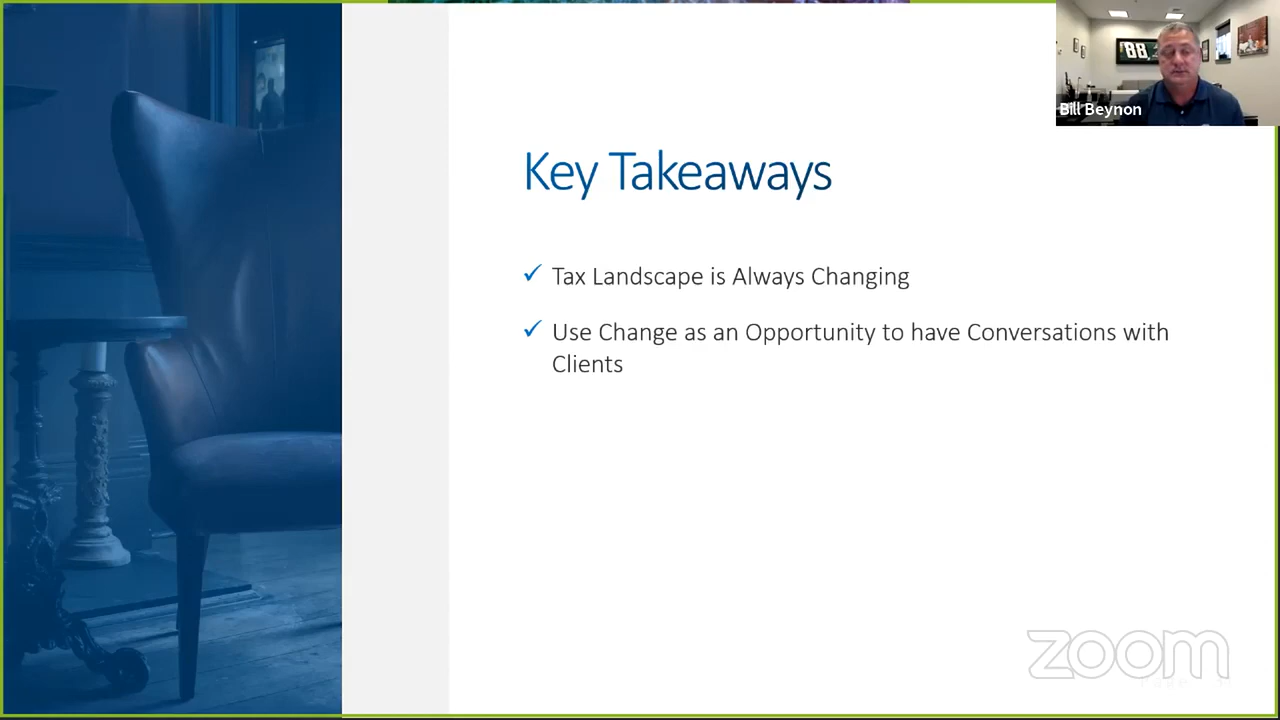 88
Bill Beynon
Key Takeaways
✓ Tax Landscape is Always Changing
✓ Use Change as an Opportunity to have Conversations with
Clients
zoom